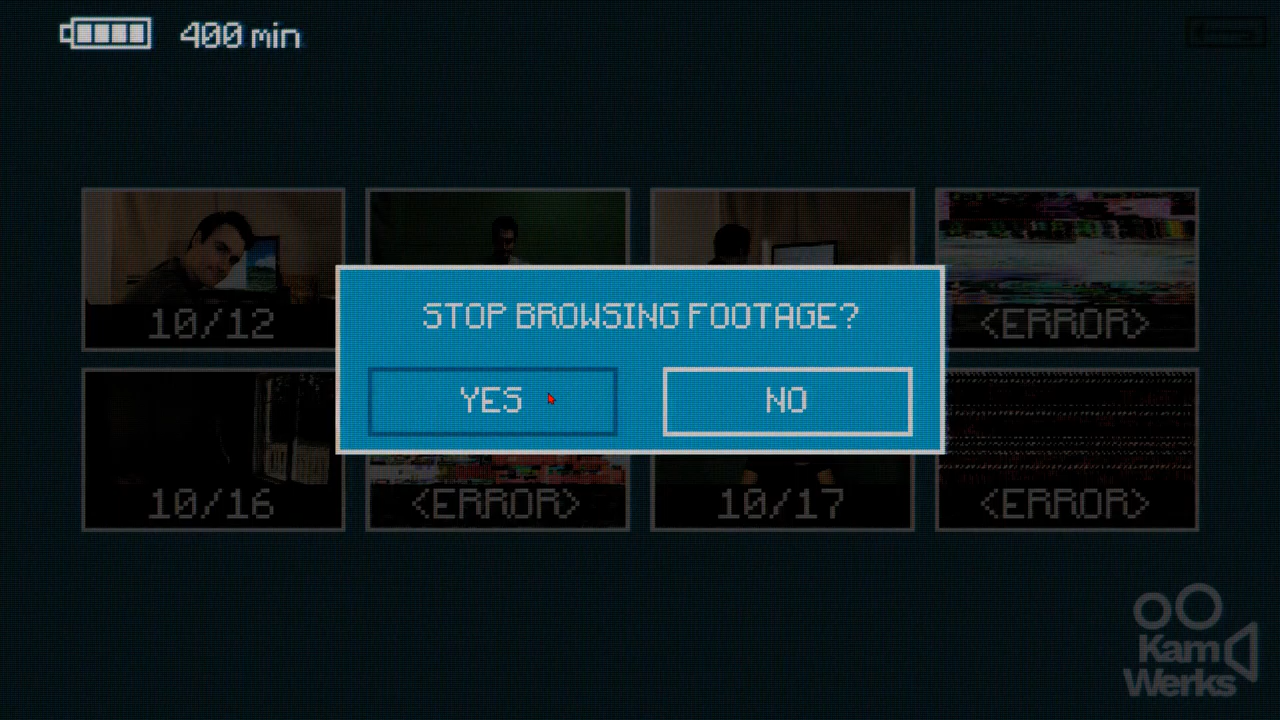 400 min
STOP BROWSING FOOTAGE?
YES
NO
10/12
<ERROR>
10/16
<ERROR>
10/17
<ERROR>
Kam
Werks